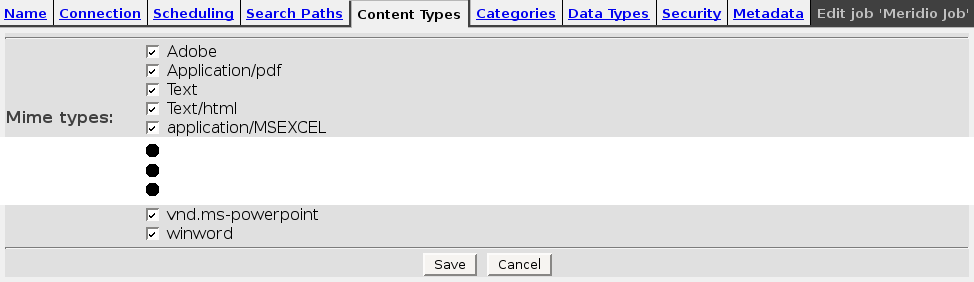 Name Connection Scheduling Search Paths Content Types Categories Data Types Security Metadata Edit job 'Meridio Job'
Adobe
Application/pdf
Text
Text/html
Mime types:
application/MSEXCEL
vnd.ms-powerpoint
winword
Save Cancel